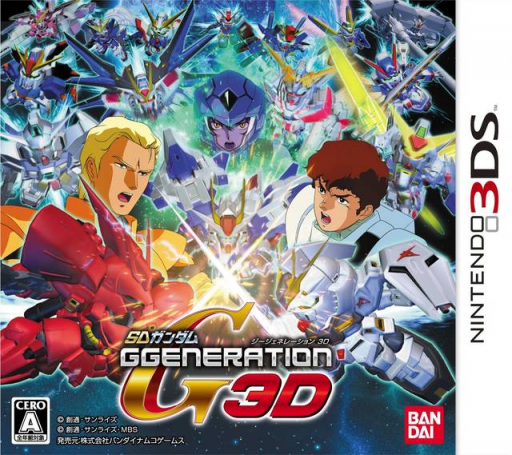 NINTENDO 3DS™
SDガンダム
ジージェネレーション 3D
GGENERATION
G 3D
CERO
A
全年齢対象
© 創通・サンライズ
© 創通・サンライズ・MBS
発売元:株式会社バンダイナムコゲームス
BAN
DAI